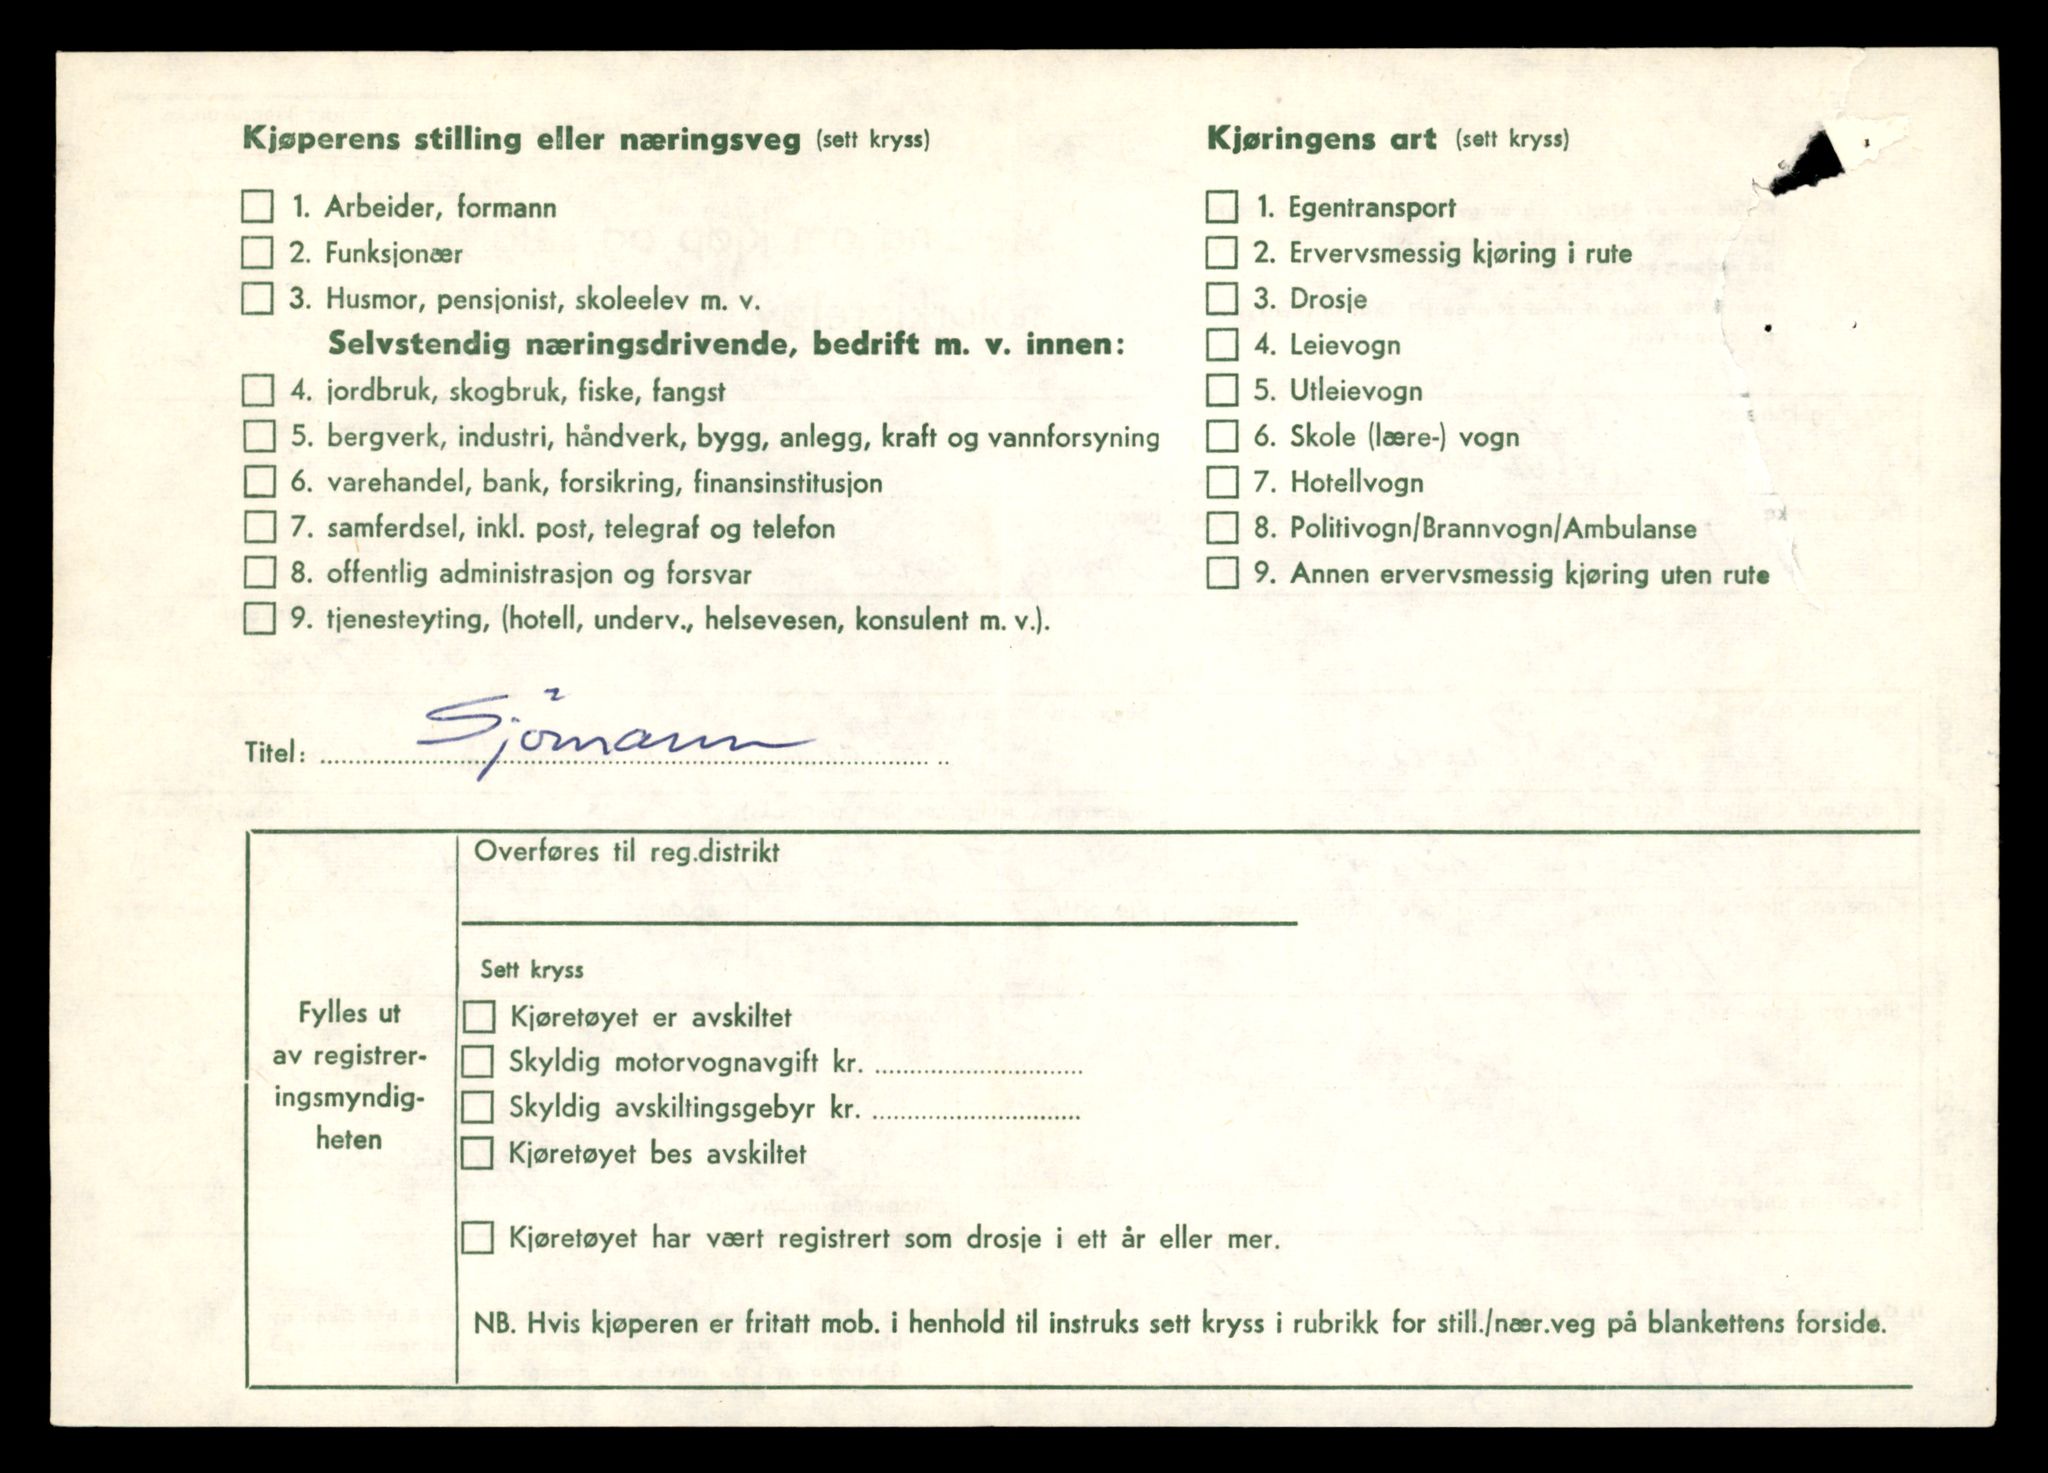 Kjøperens stilling eller næringsveg (sett kryss)
1. Arbeider, formann
2. Funksjonær
3. Husmor, pensjonist, skoleelev m. v.
Selvstendig næringsdrivende, bedrift m. v. innen:
4. jordbruk, skogbruk, fiske, fangst
5. bergverk, industri, håndverk, bygg, anlegg, kraft og vannforsyning
6. varehandel, bank, forsikring, finansinstitusjon
7. samferdsel, inkl. post, telegraf og telefon
8. offentlig administrasjon og forsvar
9. tjenesteyting, (hotell, underv., helsevesen, konsulent m. v.).
Kjøringens art (sett kryss)
1. Egentransport
2. Ervervsmessig kjøring i rute
3. Drosje
4. Leievogn
5. Utleievogn
6. Skole (lære-) vogn
7. Hotellvogn
8. Politivogn/Brannvogn/Ambulanse
9. Annen ervervsmessig kjøring uten rute
Titel: Sjömann
Fylles ut
av registrer-
ingsmyndig-
heten
Overføres til reg.distrikt
Sett kryss
Kjøretøyet er avskiltet
Skyldig motorvognavgift kr.
Skyldig avskiltingsgebyr kr.
Kjøretøyet bes avskiltet
Kjøretøyet har vært registrert som drosje i ett år eller mer.
NB. Hvis kjøperen er fritatt mob. i henhold til instruks sett kryss i rubrikk for still./nær.veg på blankettens forside.